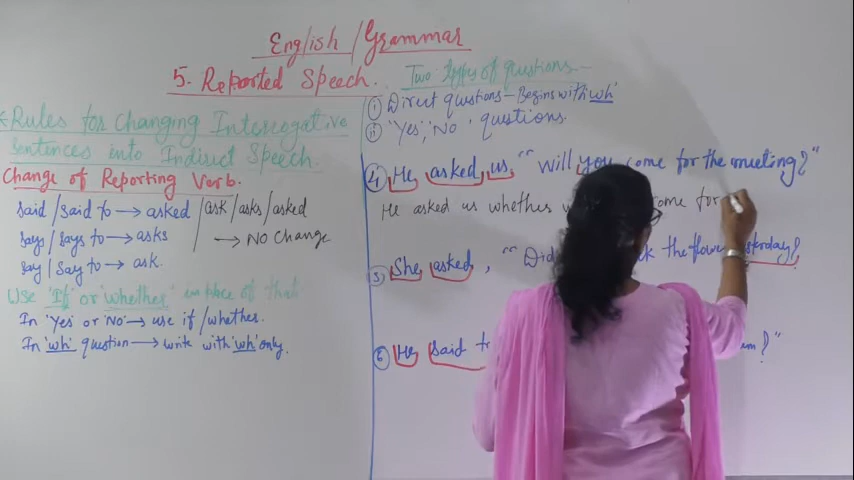 English/Grammar
5. Reported Speech.
*Rules for Changing Interrogative
Sentences into Indirect Speech.
Change of Reporting Verb.
said/said to → asked / ask/asks/asked
says/says to → asks → No Change
say/say to → ask.
Use 'If' or 'whether' in place of that
In 'Yes' or 'No' → use if/whether.
In 'wh' question → write with 'wh' only.
Two types of questions-
i) Direct questions - Begins with 'wh'
ii) "Yes", 'No' questions
4) He asked us, "Will you come for the meeting?"
He asked us whether come for
5) She asked, "Did the flower yesterday?
6) He said